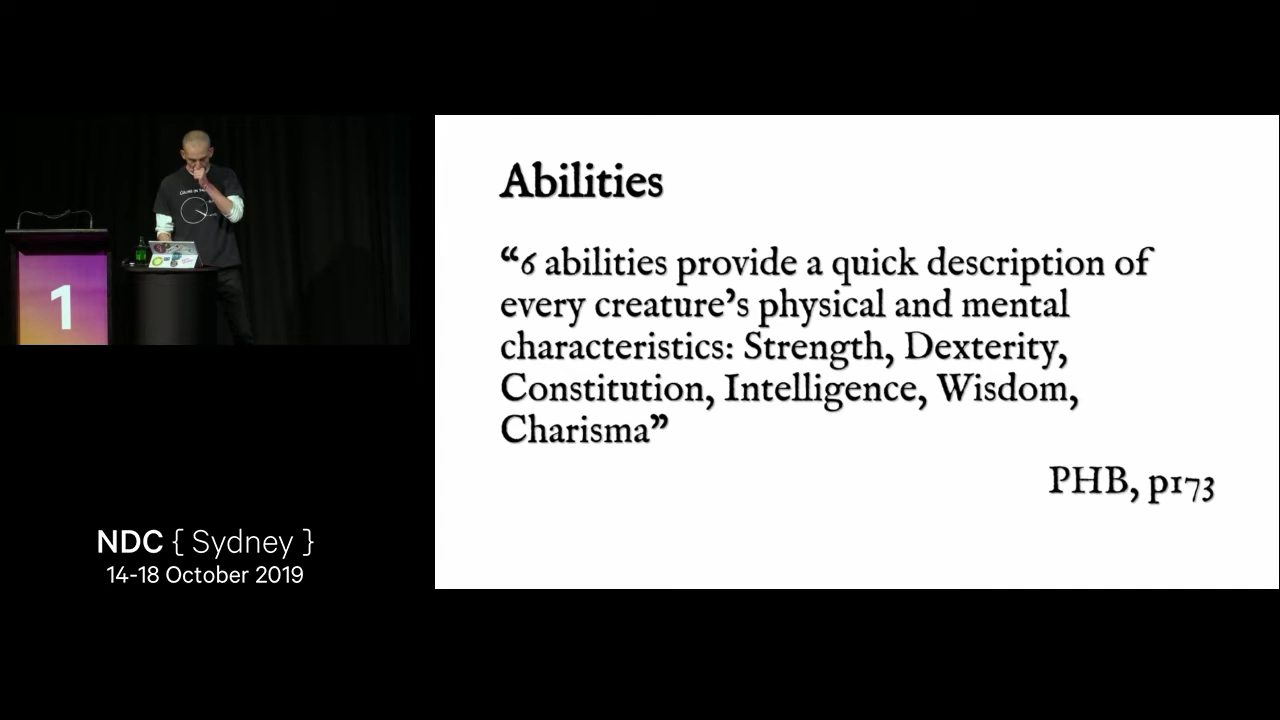 Abilities
“6 abilities provide a quick description of
every creature’s physical and mental
characteristics: Strength, Dexterity,
Constitution, Intelligence, Wisdom,
Charisma”
PHB, p173
1
NDC { Sydney }
14-18 October 2019